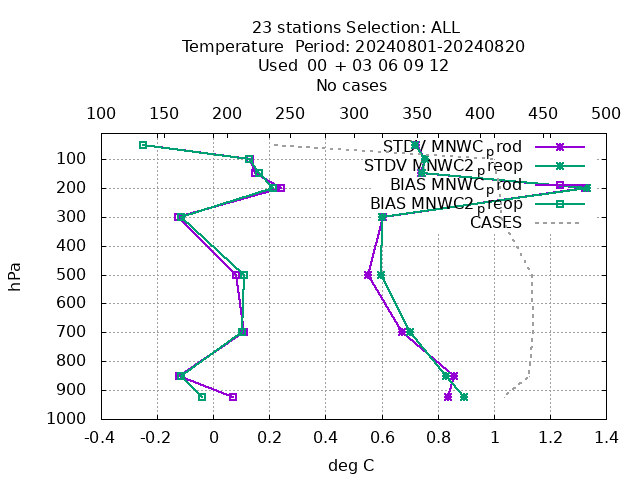 23 stations Selection: ALL
Temperature  Period: 20240801-20240820
Used  00 + 03 06 09 12
No cases
100 150 200 250 300 350 400 450 500
STDV MNWC_prod
STDV MNWC2_preop
BIAS MNWC_prod
BIAS MNWC2_preop
CASES
100
200
300
400
500
600
700
800
900
1000
hPa
-0.4 -0.2 0 0.2 0.4 0.6 0.8 1 1.2 1.4
deg C